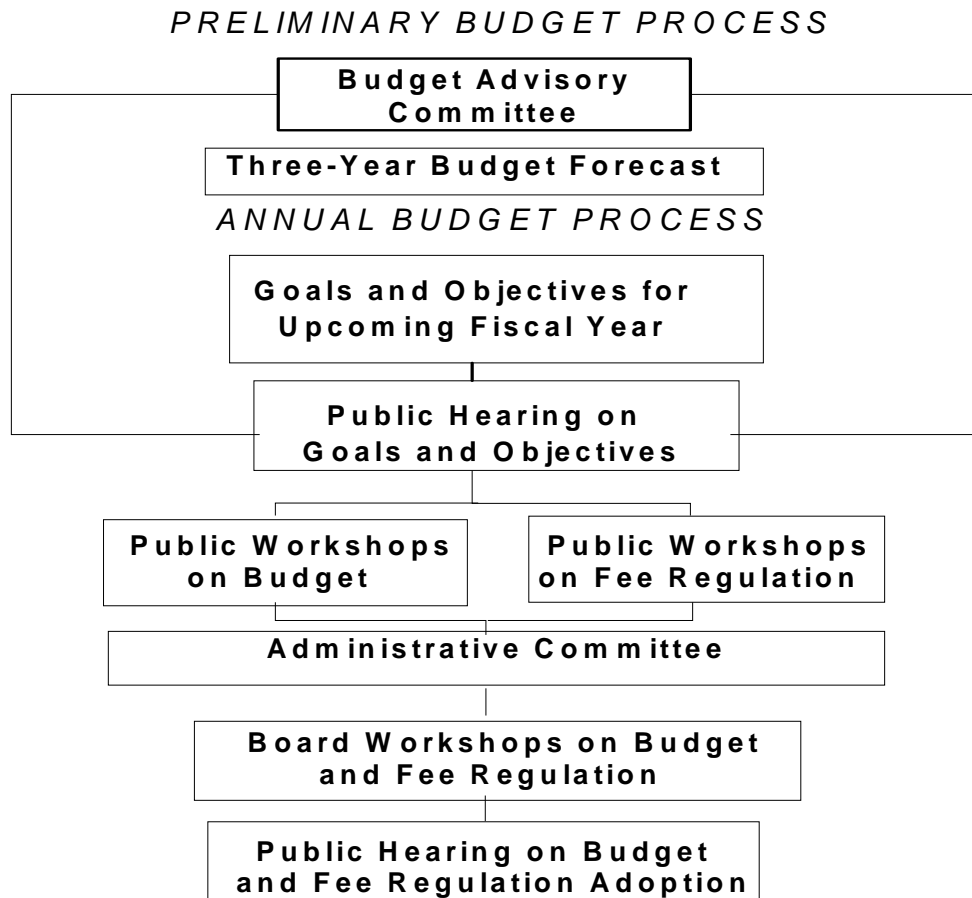 PRELIMINARY BUDGET PROCESS
Budget Advisory
Committee
Three-Year Budget Forecast
ANNUAL BUDGET PROCESS
Goals and Objectives for
Upcoming Fiscal Year
Public Hearing on
Goals and Objectives
Public Workshops
on Budget
Public Workshops
on Fee Regulation
Administrative Committee
Board Workshops on Budget
and Fee Regulation
Public Hearing on Budget
and Fee Regulation Adoption